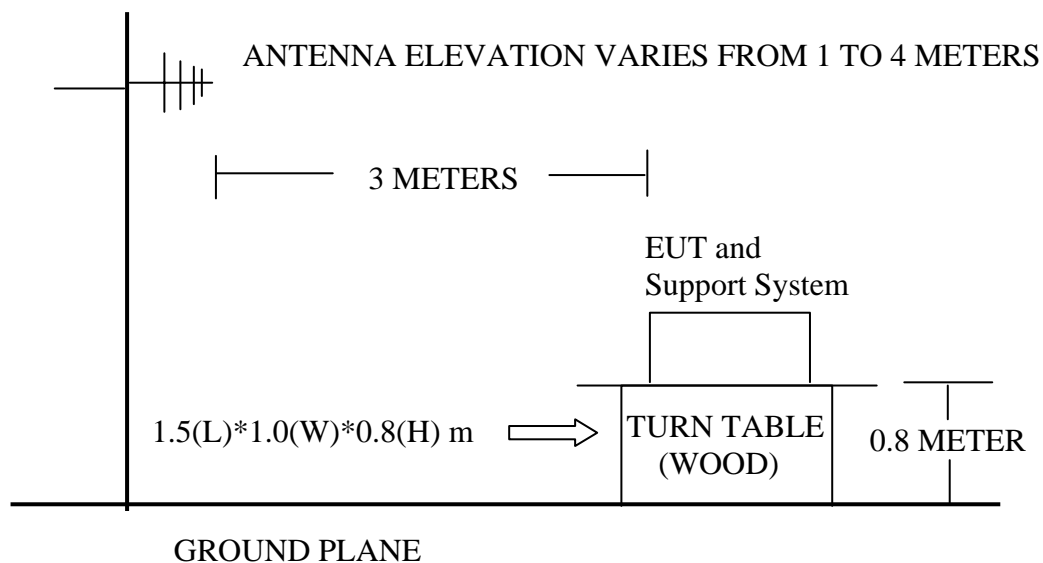 ANTENNA ELEVATION VARIES FROM 1 TO 4 METERS
3 METERS
EUT and
Support System
1.5(L)*1.0(W)*0.8(H) m
TURN TABLE
(WOOD)
0.8 METER
GROUND PLANE